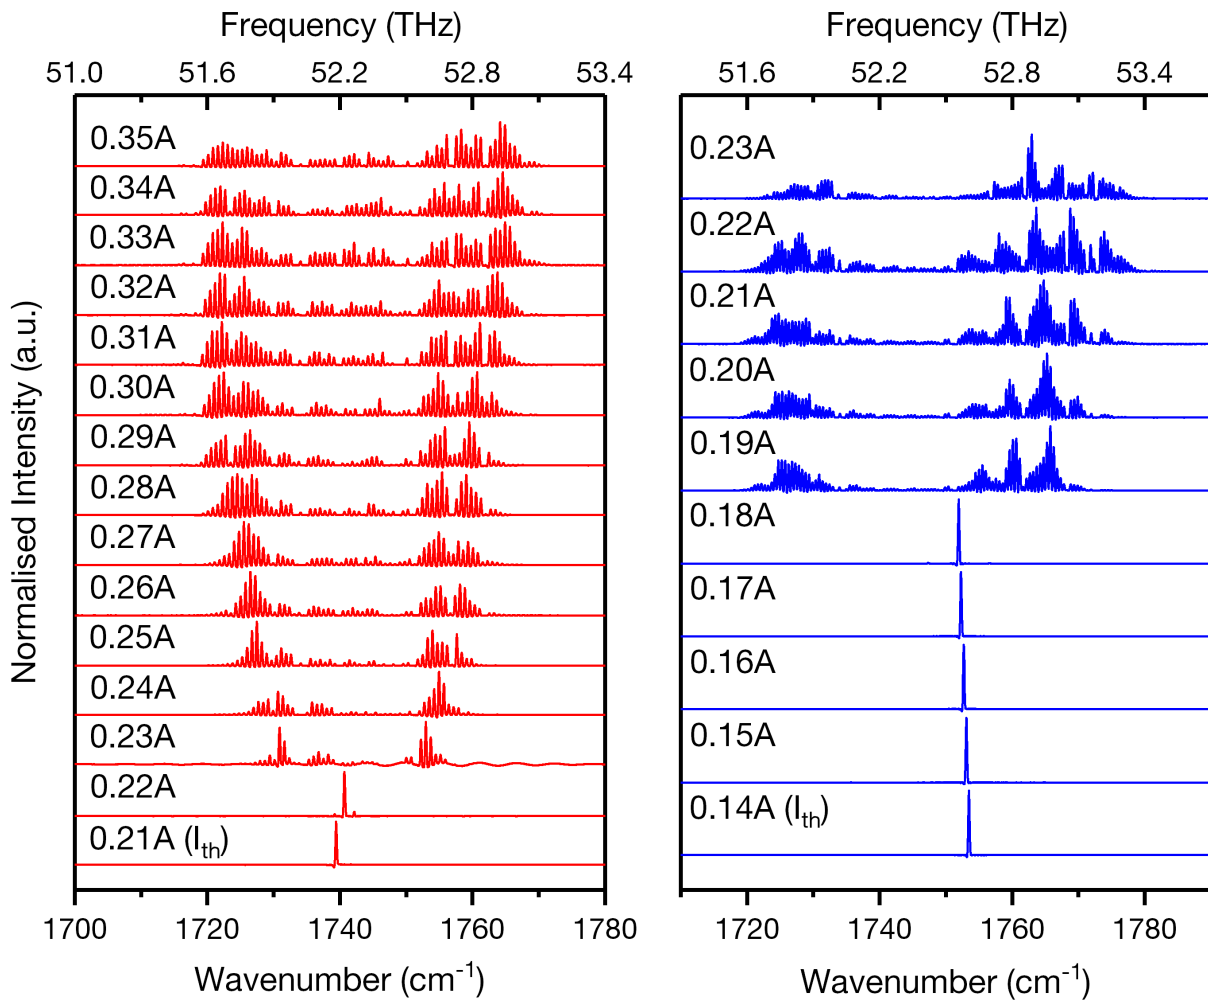 Frequency (THz)
51.0 51.6 52.2 52.8 53.4
0.35A
0.34A
0.33A
0.32A
0.31A
0.30A
0.29A
0.28A
0.27A
0.26A
0.25A
0.24A
0.23A
0.22A
0.21A (Ith)
1700 1720 1740 1760 1780
Wavenumber (cm-1)
Normalised Intensity (a.u.)
Frequency (THz)
51.6 52.2 52.8 53.4
0.23A
0.22A
0.21A
0.20A
0.19A
0.18A
0.17A
0.16A
0.15A
0.14A (Ith)
1720 1740 1760 1780
Wavenumber (cm-1)